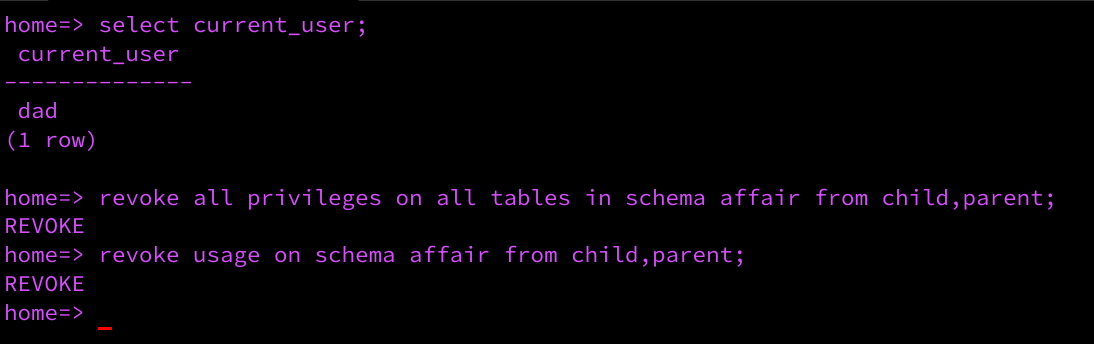 home=> select current_user;
current_user
--------------
dad
(1 row)
home=> revoke all privileges on all tables in schema affair from child,parent;
REVOKE
home=> revoke usage on schema affair from child,parent;
REVOKE
home=>